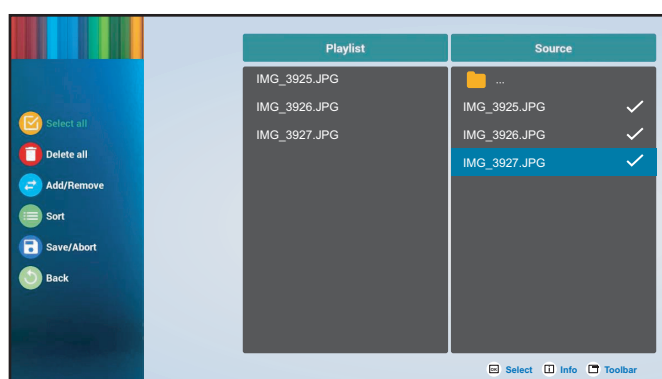 Select all
Delete all
Add/Remove
Sort
Save/Abort
Back
Playlist
IMG_3925.JPG
IMG_3926.JPG
IMG_3927.JPG
Source
...
IMG_3925.JPG
IMG_3926.JPG
IMG_3927.JPG
OK Select i Info Toolbar